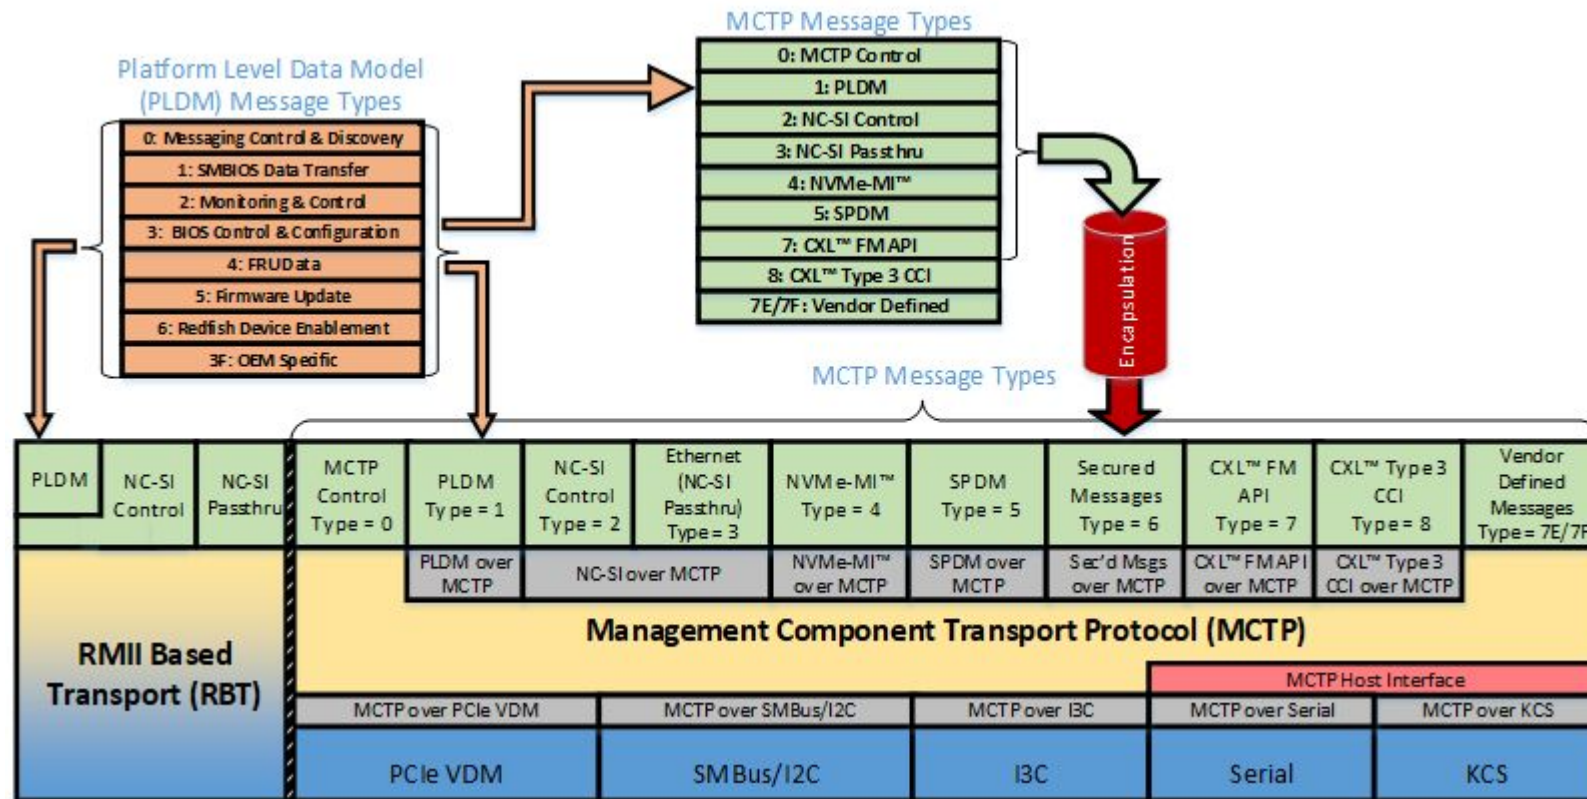 MCTP Message Types
0: MCTP Control
1: PLDM
2: NC-SI Control
3: NC-SI Passthru
4: NVMe-MI™
5: SPDM
7: CXL™ FM API
8: CXL™ Type 3 CCI
7E/7F: Vendor Defined
Platform Level Data Model
(PLDM) Message Types
0: Messaging Control & Discovery
1: SMBIOS Data Transfer
2: Monitoring & Control
3: BIOS Control & Configuration
4: FRU Data
5: Firmware Update
6: Redfish Device Enablement
3F: OEM Specific
Encapsulation
MCTP Message Types
PLDM
NC-SI
Control
NC-SI
Passthru
MCTP
Control
Type = 0
PLDM
Type = 1
NC-SI
Control
Type = 2
Ethernet
(NC-SI
Passthru)
Type = 3
NVMe-MI™
Type = 4
SPDM
Type = 5
Secured
Messages
Type = 6
CXL™ FM
API
Type = 7
CXL™ Type 3
CCI
Type = 8
Vendor
Defined
Messages
Type = 7E/7F
PLDM over
MCTP
NC-SI over MCTP
NVMe-MI™
over MCTP
SPDM over
MCTP
Sec'd Msgs
over MCTP
CXL™ FM API
over MCTP
CXL™ Type 3
CCI over MCTP
Management Component Transport Protocol (MCTP)
RMII Based
Transport (RBT)
MCTP Host Interface
MCTP over PCIe VDM
MCTP over SMBus/I2C
MCTP over I3C
MCTP over Serial
MCTP over KCS
PCIe VDM
SMBus/I2C
I3C
Serial
KCS